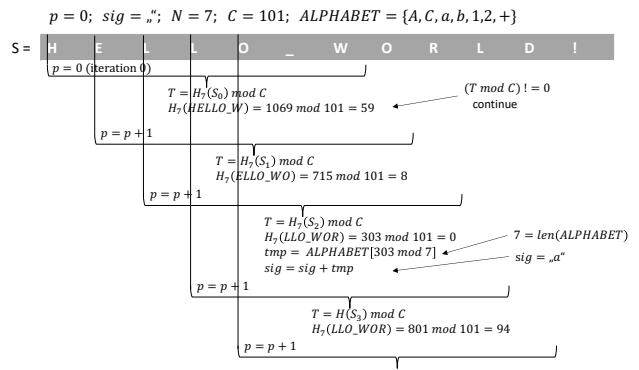 p = 0; sig = „“; N = 7; C = 101; ALPHABET = {A, C, a, b, 1,2, +}
S = H E L L O _ W O R L D !
p = 0 (iteration 0)
T = H₇(S₀) mod C
H₇(HELLO_W) = 1069 mod 101 = 59
(T mod C) ! = 0
continue
p = p + 1
T = H₇(S₁) mod C
H₇(ELLO_WO) = 715 mod 101 = 8
p = p + 1
T = H₇(S₂) mod C
H₇(LLO_WOR) = 303 mod 101 = 0
tmp = ALPHABET[303 mod 7]
sig = sig + tmp
7 = len(ALPHABET)
sig = „a“
p = p + 1
T = H(S₃) mod C
H₇(LLO_WOR) = 801 mod 101 = 94
p = p + 1